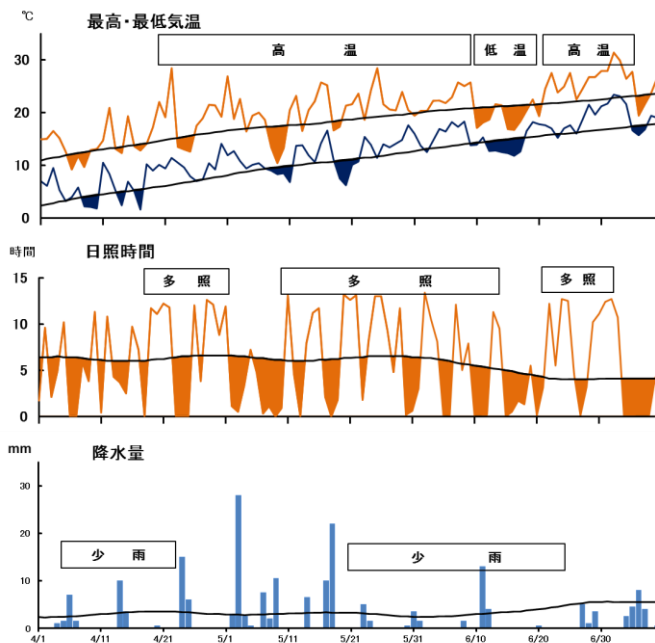 ℃ 最高・最低気温
高 温 低 温 高 温
30
20
10
0
時間 日照時間
15
多 照 多 照 多 照
10
5
0
mm 降水量
30
20
少 雨 少 雨
10
0
4/1 4/11 4/21 5/1 5/11 5/21 5/31 6/10 6/20 6/30